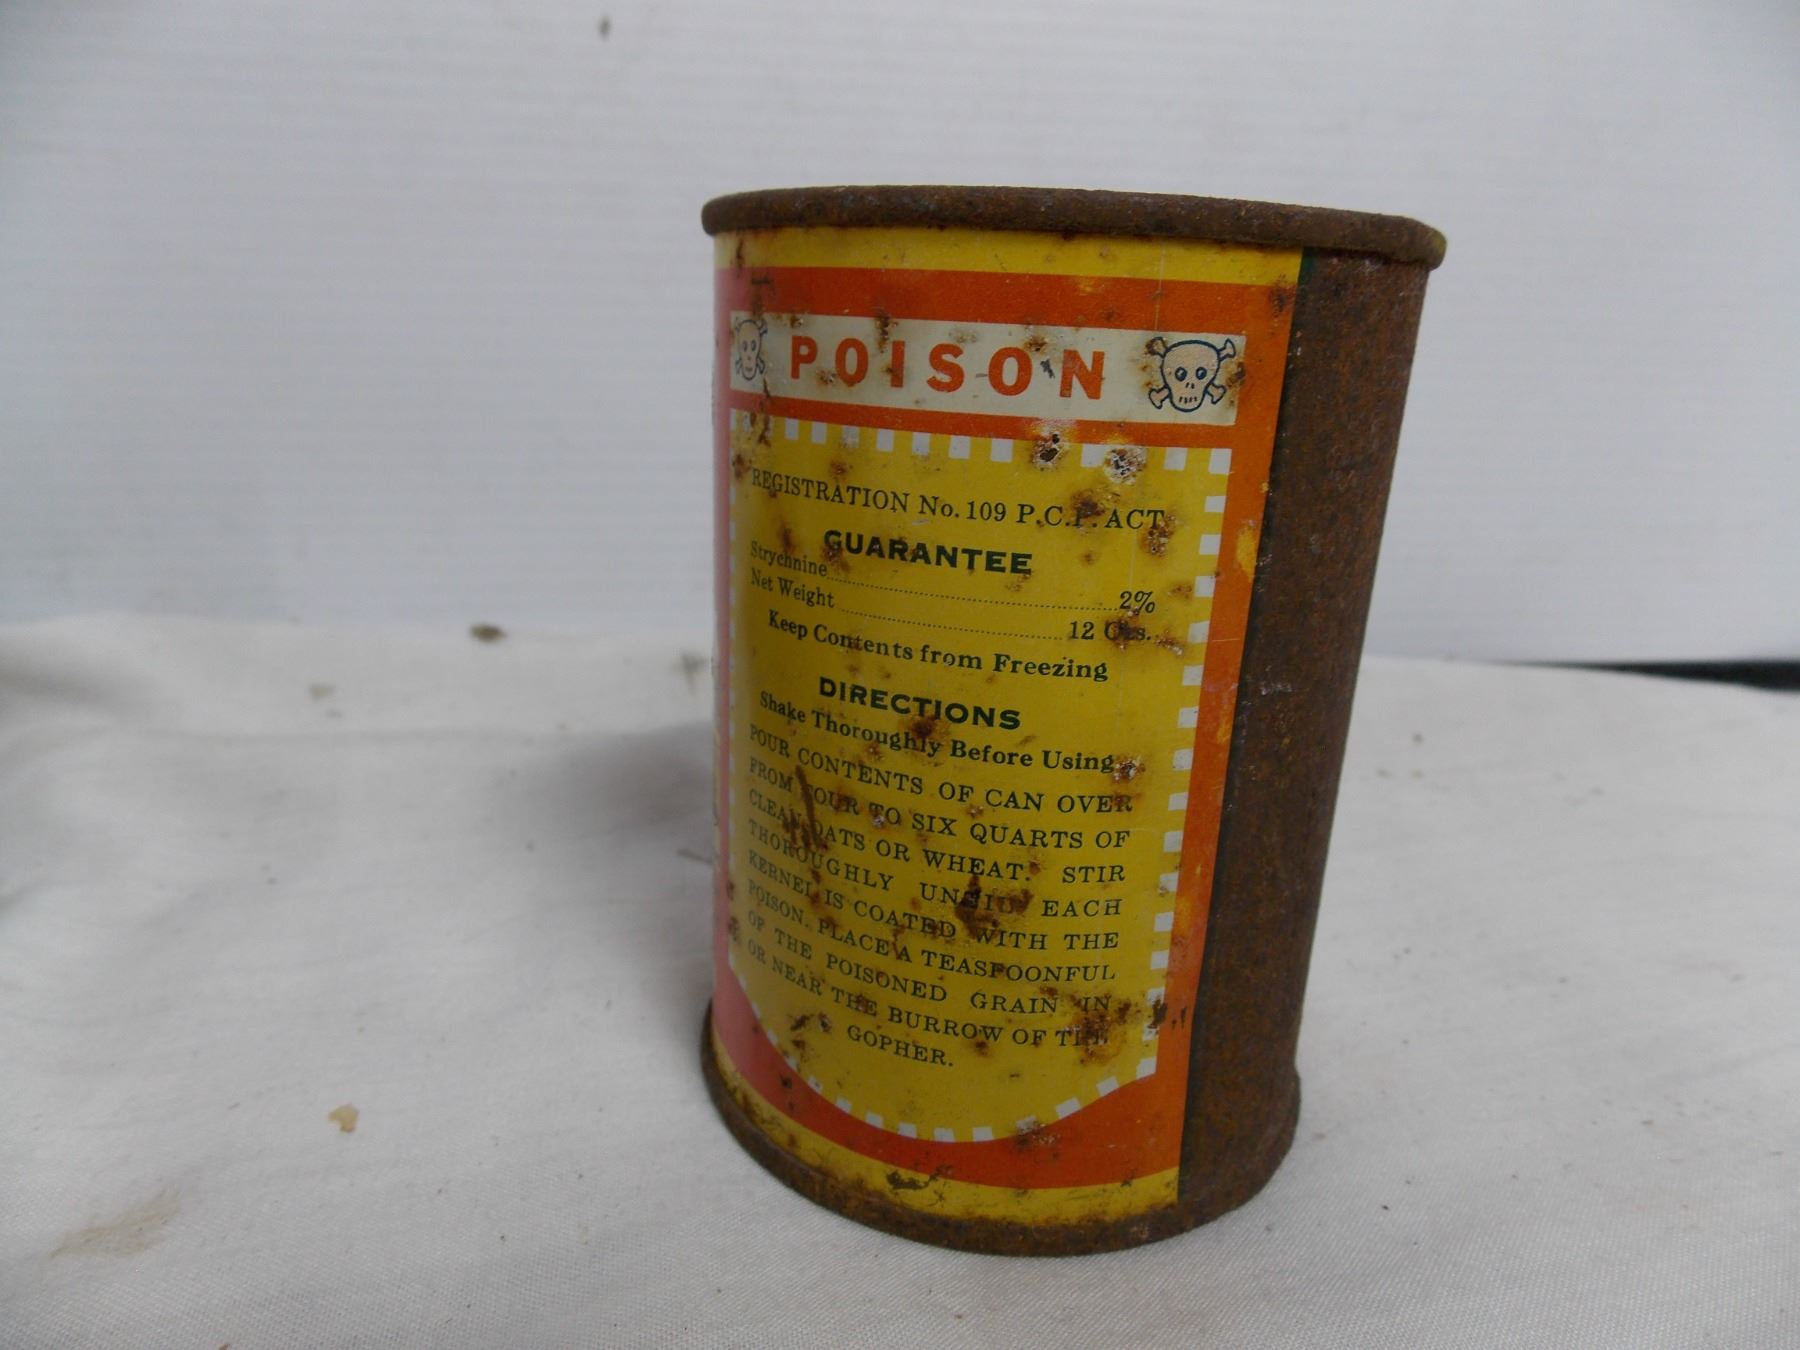 POISON
REGISTRATION No. 109 P.C.P. ACT
GUARANTEE
Strychnine 2%
Net Weight 12 Ozs.
Keep Contents from Freezing
DIRECTIONS
Shake Thoroughly Before Using
POUR CONTENTS OF CAN OVER
FROM FOUR TO SIX QUARTS OF
CLEAN OATS OR WHEAT. STIR
THOROUGHLY UNTIL EACH
KERNEL IS COATED WITH THE
POISON. PLACE A TEASPOONFUL
OF THE POISONED GRAIN IN
OR NEAR THE BURROW OF THE
GOPHER.